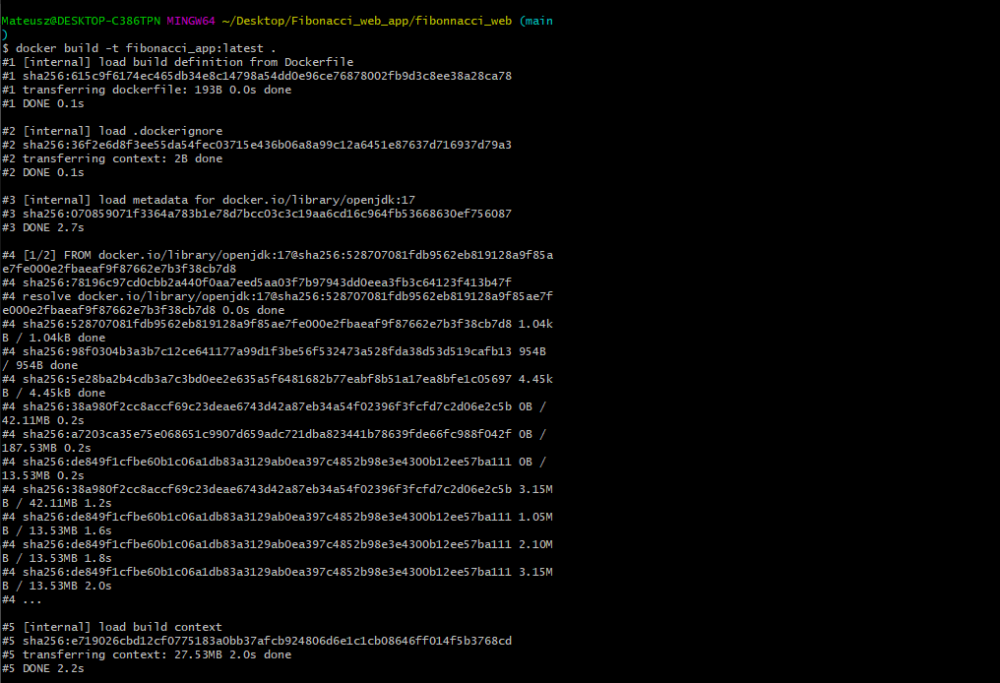 Mateusz@DESKTOP-C386TPN MINGW64 ~/Desktop/Fibonacci_web_app/fibonnacci_web (main
)
$ docker build -t fibonacci_app:latest .
#1 [internal] load build definition from Dockerfile
#1 sha256:615c9f6174ec465db34e8c14798a54dd0e96ce76878002fb9d3c8ee38a28ca78
#1 transferring dockerfile: 193B 0.0s done
#1 DONE 0.1s

#2 [internal] load .dockerignore
#2 sha256:36f2e6d8f3ee55da54fec03715e436b06a8a99c12a6451e87637d716937d79a3
#2 transferring context: 2B done
#2 DONE 0.1s

#3 [internal] load metadata for docker.io/library/openjdk:17
#3 sha256:070859071f3364a783b1e78d7bcc03c3c19aa6cd16c964fb53668630ef756087
#3 DONE 2.7s

#4 [1/2] FROM docker.io/library/openjdk:17@sha256:528707081fdb9562eb819128a9f85a
e7fe000e2fbaeaf9f87662e7b3f38cb7d8
#4 sha256:78196c97cd0cbb2a440f0aa7eed5aa03f7b97943dd0eea3fb3c64123f413b47f
#4 resolve docker.io/library/openjdk:17@sha256:528707081fdb9562eb819128a9f85ae7f
e000e2fbaeaf9f87662e7b3f38cb7d8 0.0s done
#4 sha256:528707081fdb9562eb819128a9f85ae7fe000e2fbaeaf9f87662e7b3f38cb7d8 1.04k
B / 1.04kB done
#4 sha256:98f0304b3a3b7c12ce641177a99d1f3be56f532473a528fda38d53d519cafb13 954B
/ 954B done
#4 sha256:5e28ba2b4cdb3a7c3bd0ee2e635a5f6481682b77eabf8b51a17ea8bfe1c05697 4.45k
B / 4.45kB done
#4 sha256:38a980f2cc8accf69c23deae6743d42a87eb34a54f02396f3fcfd7c2d06e2c5b 0B /
42.11MB 0.2s
#4 sha256:a7203ca35e75e068651c9907d659adc721dba823441b78639fde66fc988f042f 0B /
187.53MB 0.2s
#4 sha256:de849f1cfbe60b1c06a1db83a3129ab0ea397c4852b98e3e4300b12ee57ba111 0B /
13.53MB 0.2s
#4 sha256:38a980f2cc8accf69c23deae6743d42a87eb34a54f02396f3fcfd7c2d06e2c5b 3.15M
B / 42.11MB 1.2s
#4 sha256:de849f1cfbe60b1c06a1db83a3129ab0ea397c4852b98e3e4300b12ee57ba111 1.05M
B / 13.53MB 1.6s
#4 sha256:de849f1cfbe60b1c06a1db83a3129ab0ea397c4852b98e3e4300b12ee57ba111 2.10M
B / 13.53MB 1.8s
#4 sha256:de849f1cfbe60b1c06a1db83a3129ab0ea397c4852b98e3e4300b12ee57ba111 3.15M
B / 13.53MB 2.0s
#4 ...

#5 [internal] load build context
#5 sha256:e719026cbd12cf0775183a0bb37afcb924806d6e1c1cb08646ff014f5b3768cd
#5 transferring context: 27.53MB 2.0s done
#5 DONE 2.2s